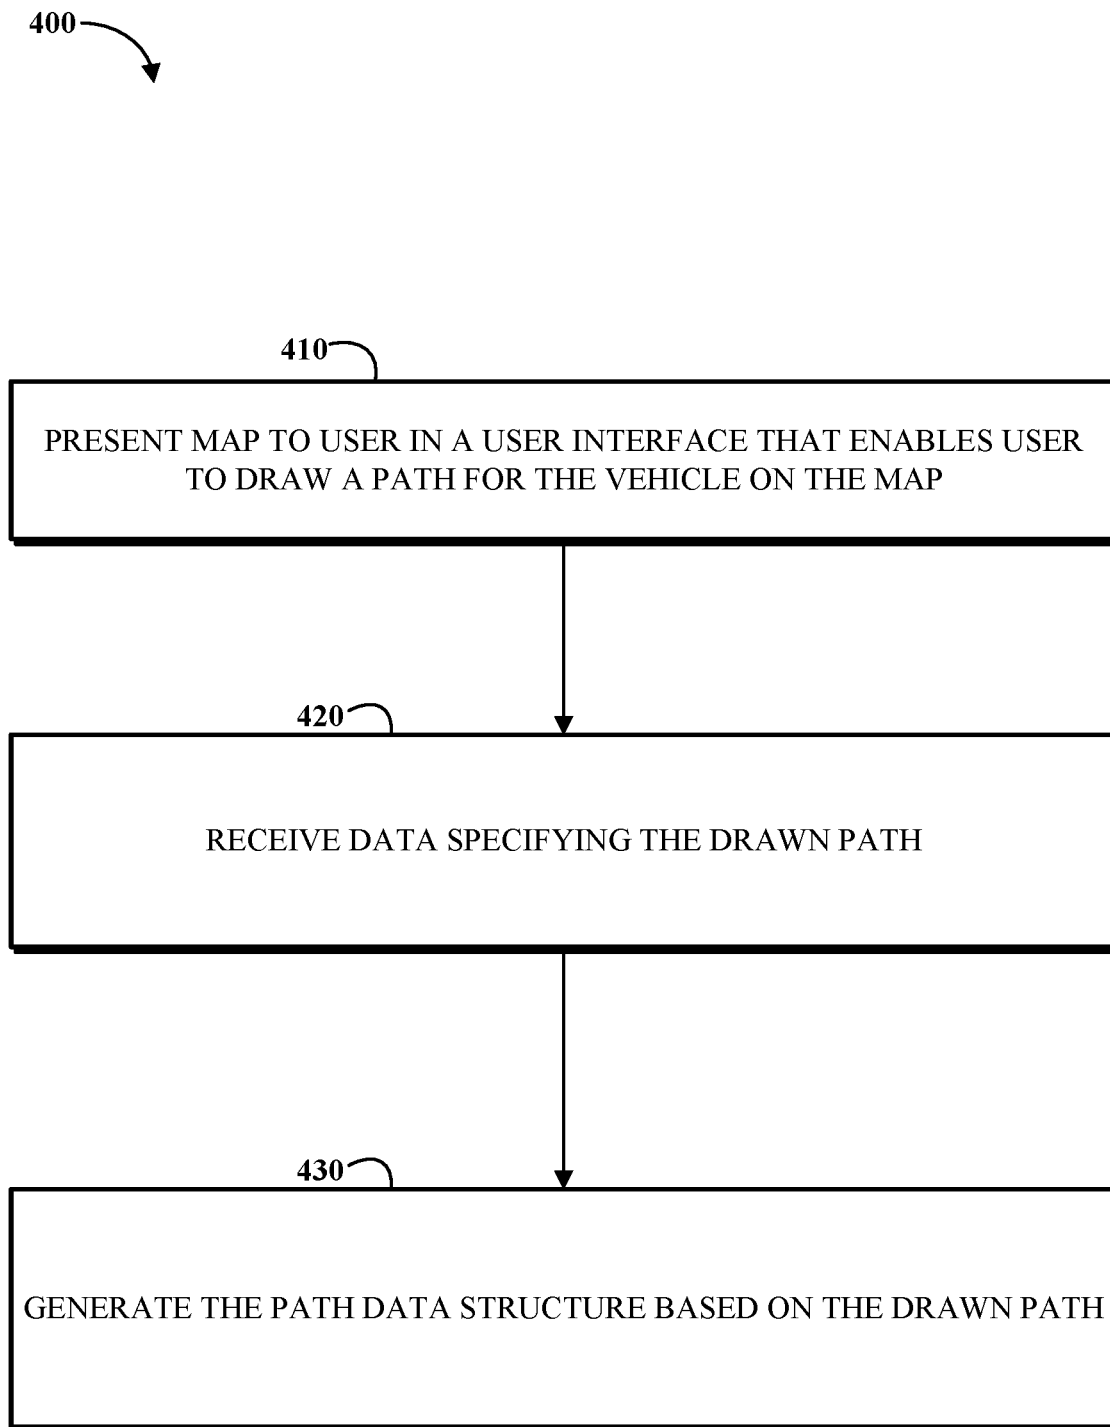 400
410
PRESENT MAP TO USER IN A USER INTERFACE THAT ENABLES USER
TO DRAW A PATH FOR THE VEHICLE ON THE MAP
420
RECEIVE DATA SPECIFYING THE DRAWN PATH
430
GENERATE THE PATH DATA STRUCTURE BASED ON THE DRAWN PATH